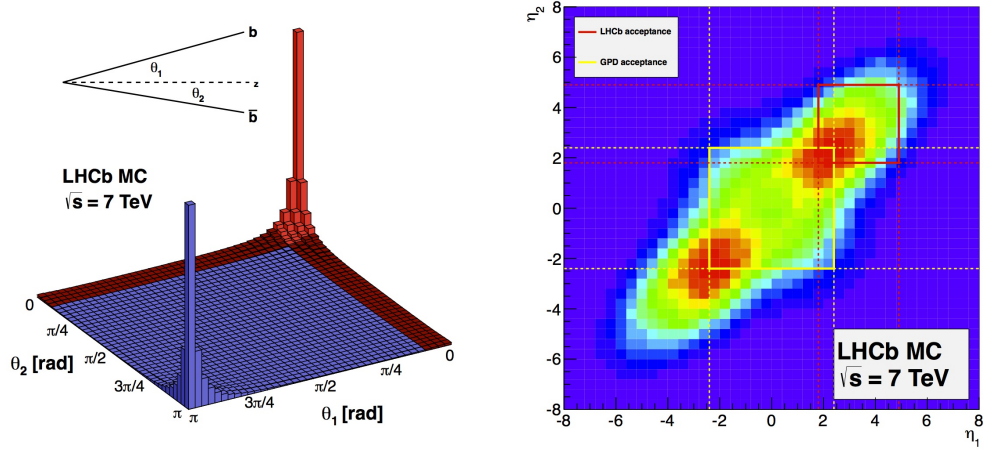 b
θ1
z
θ2
b̅
LHCb MC
√s = 7 TeV
0
π/4
π/2
3π/4
π
θ2 [rad]
π
3π/4
π/2
π/4
0
θ1 [rad]
η2
8
6
4
2
0
-2
-4
-6
-8
LHCb acceptance
GPD acceptance
LHCb MC
√s = 7 TeV
-8 -6 -4 -2 0 2 4 6 8
η1